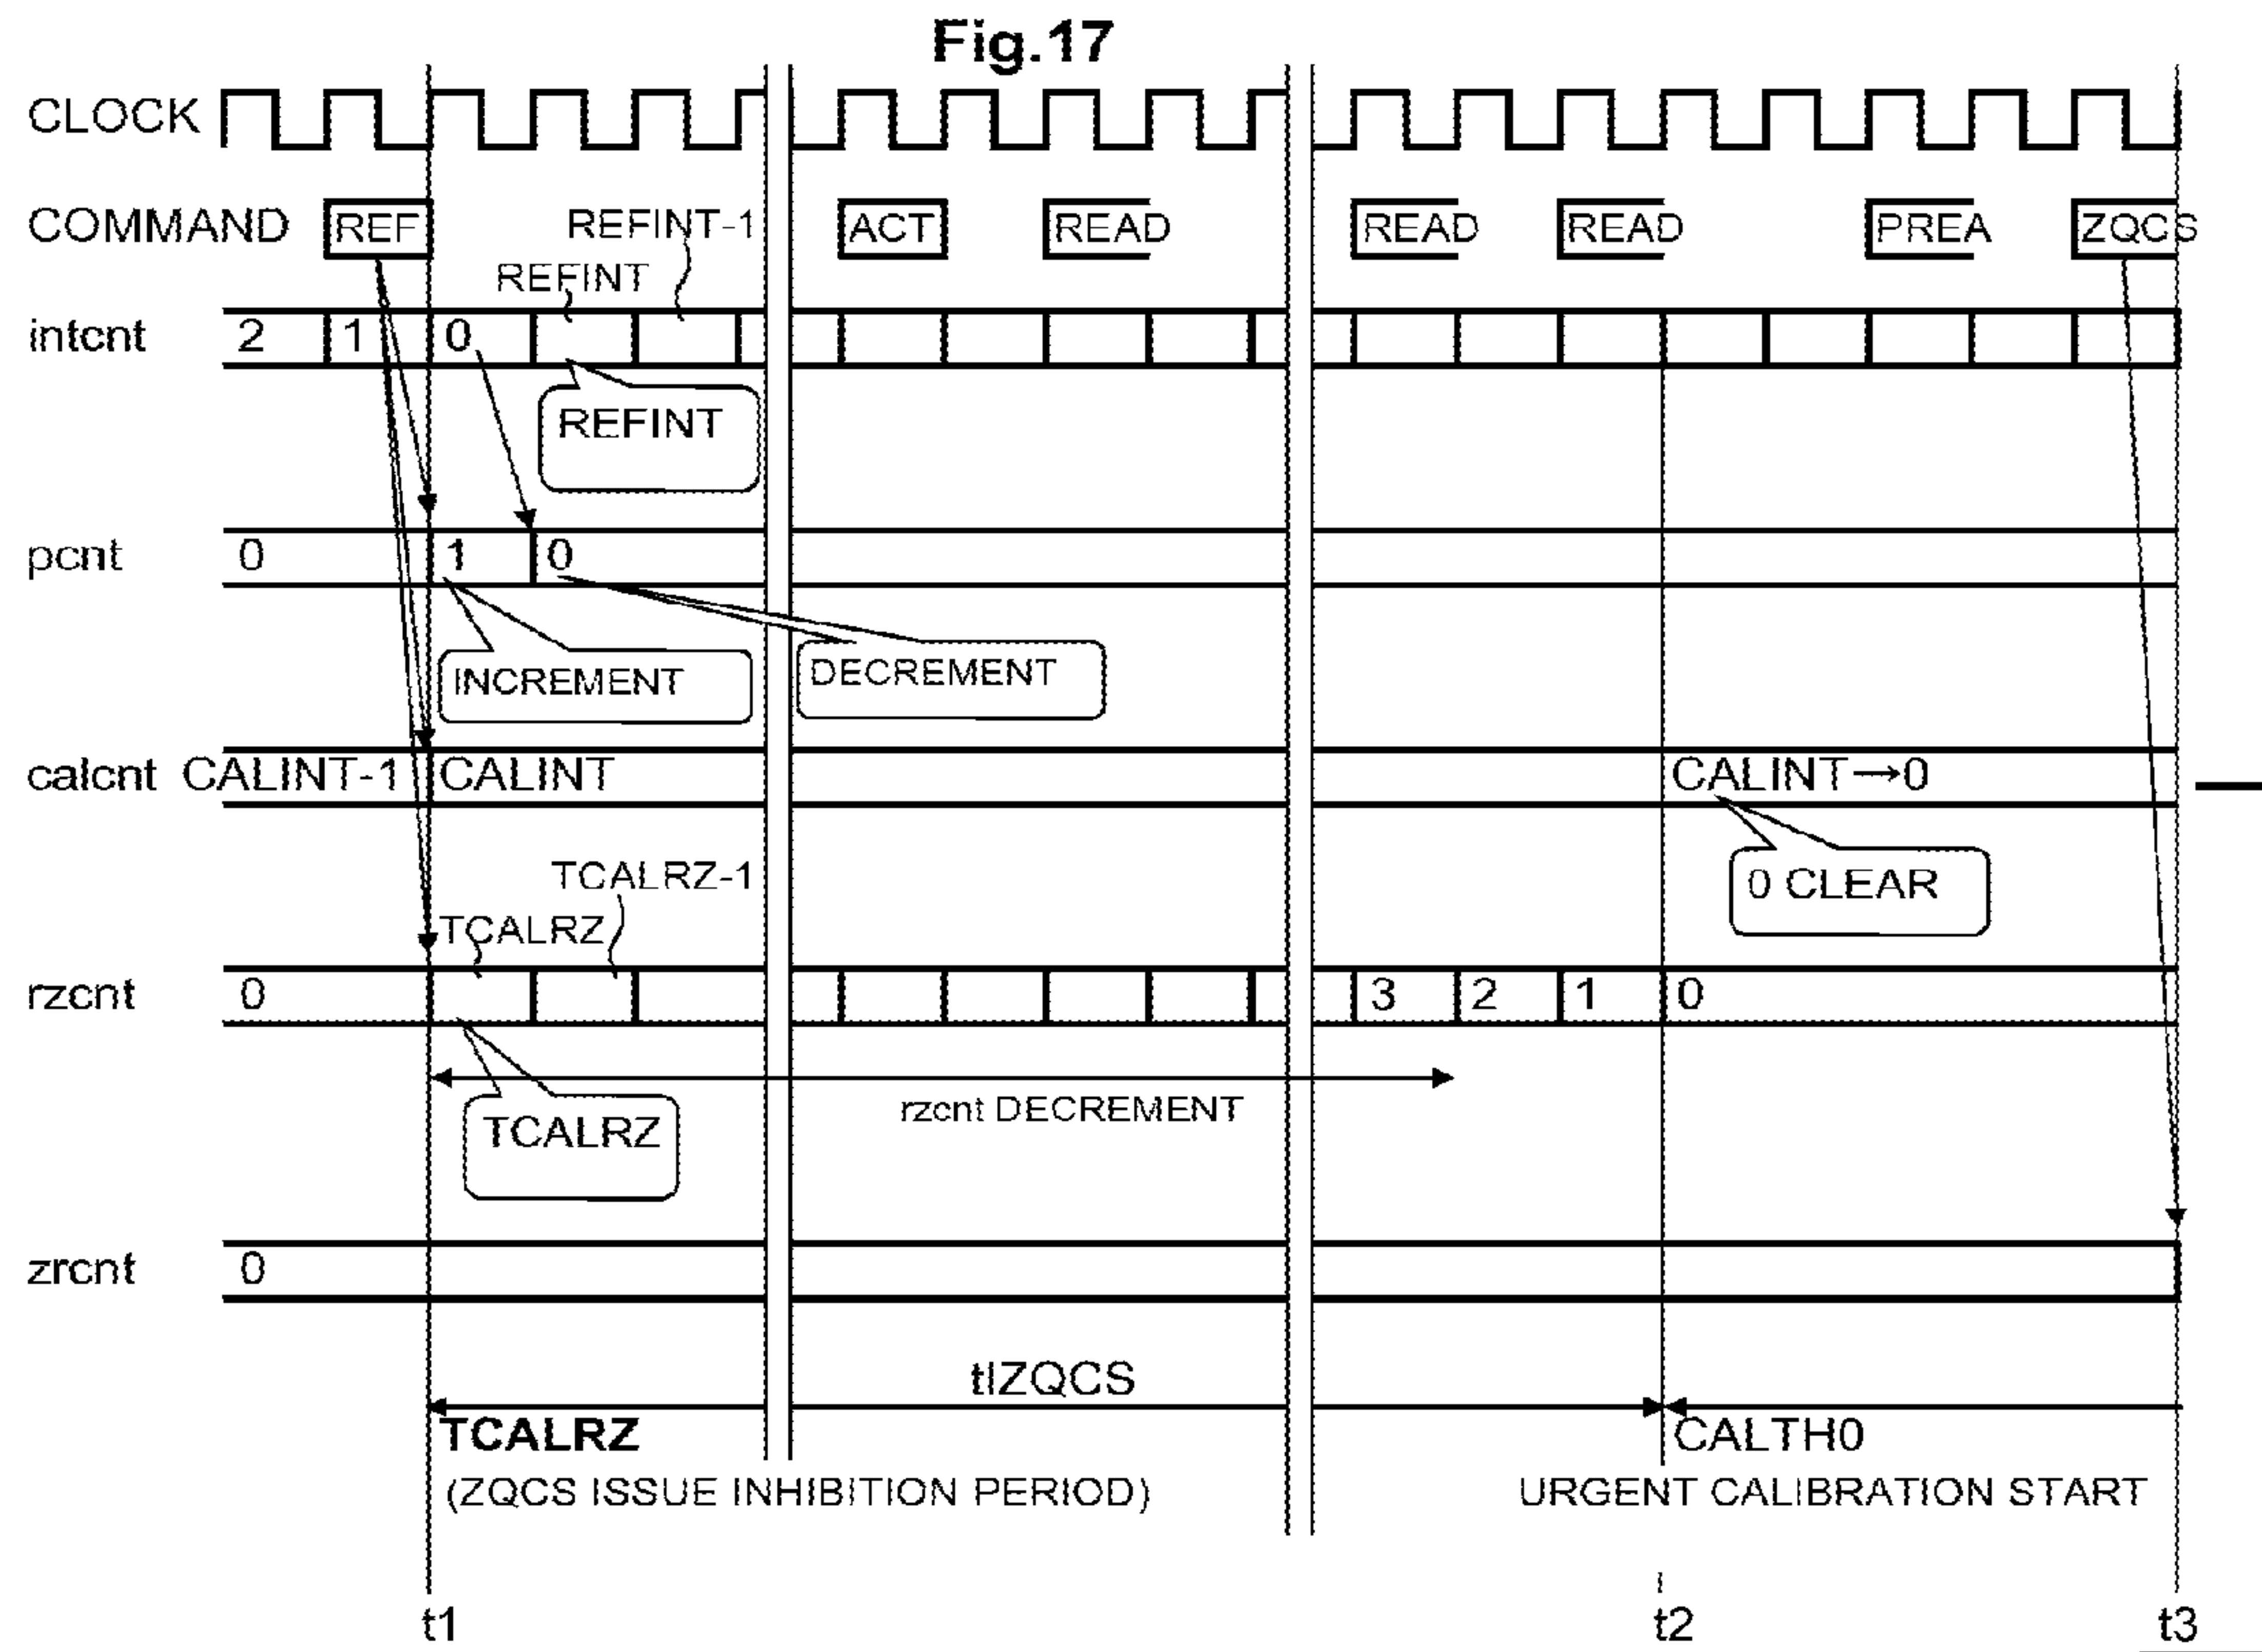 Fig.17
CLOCK
COMMAND REF REFINT-1 ACT READ READ READ PREA ZQCS
REFINT
intcnt 2 1 0
REFINT
pcnt 0 1 0
INCREMENT DECREMENT
calcnt CALINT-1 CALINT CALINT→0
TCALRZ-1 0 CLEAR
TCALRZ
rzcnt 0 3 2 1 0
rzcnt DECREMENT
TCALRZ
zrcnt 0
tIZQCS
TCALRZ CALTH0
(ZQCS ISSUE INHIBITION PERIOD) URGENT CALIBRATION START
t1 t2 t3